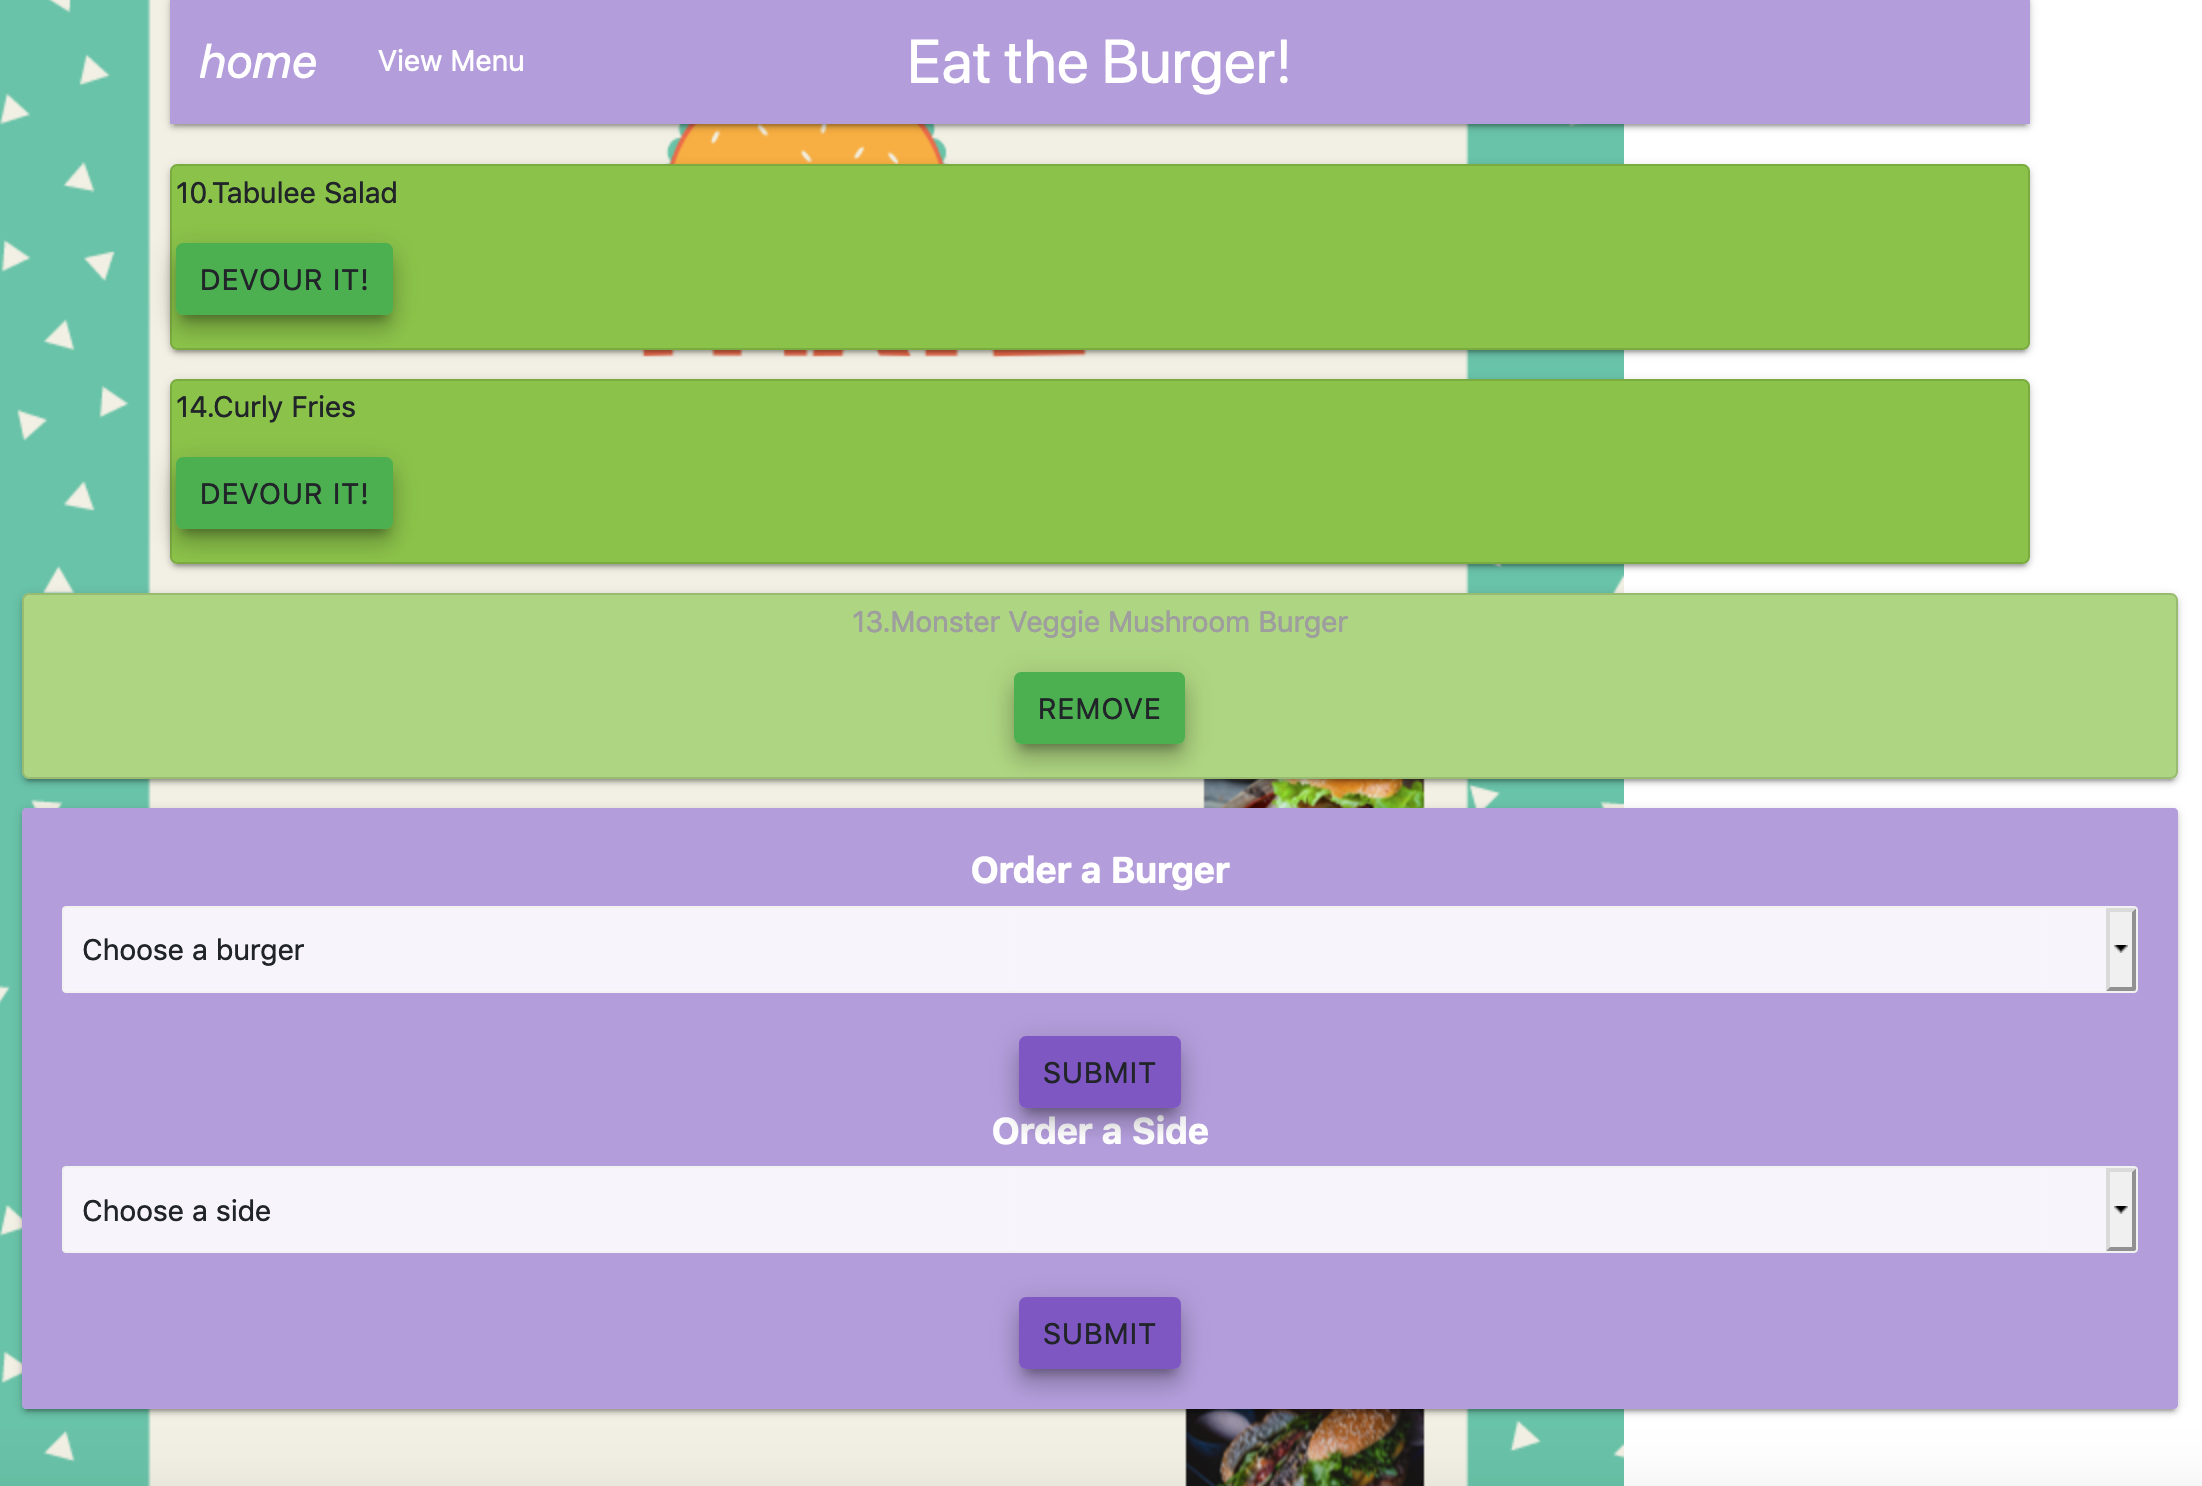 home View Menu Eat the Burger!
10.Tabulee Salad
DEVOUR IT!
14.Curly Fries
DEVOUR IT!
13.Monster Veggie Mushroom Burger
REMOVE
Order a Burger
Choose a burger
SUBMIT
Order a Side
Choose a side
SUBMIT